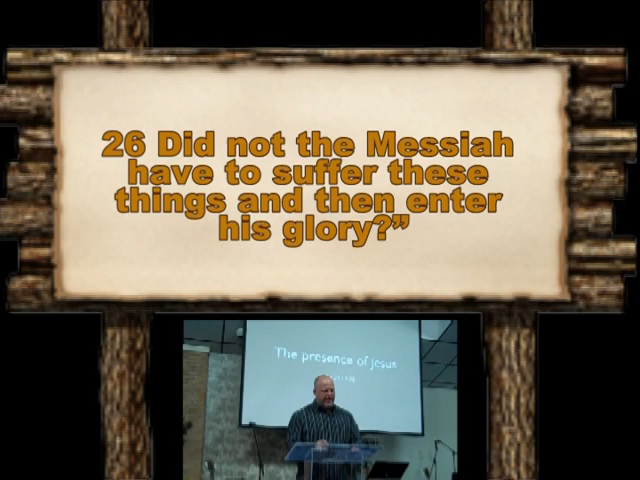 26 Did not the Messiah
have to suffer these
things and then enter
his glory?”
The presence of Jesus